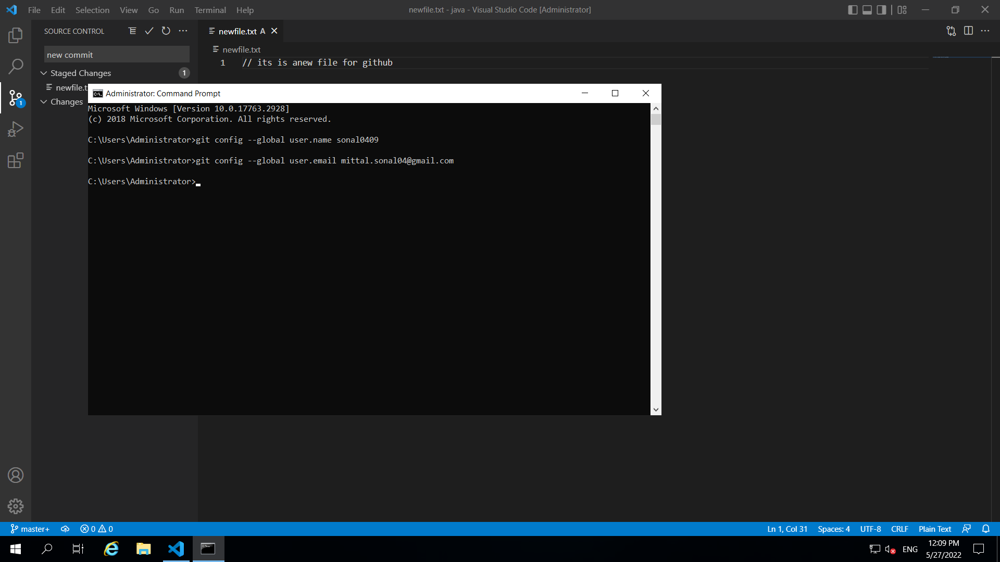 File Edit Selection View Go Run Terminal Help
newfile.txt - java - Visual Studio Code [Administrator]
SOURCE CONTROL
newfile.txt A
new commit
newfile.txt
Staged Changes 1
1 // its is anew file for github
newfile.t
Changes
1
Administrator: Command Prompt
Microsoft Windows [Version 10.0.17763.2928]
(c) 2018 Microsoft Corporation. All rights reserved.
C:\Users\Administrator>git config --global user.name sonal0409
C:\Users\Administrator>git config --global user.email mittal.sonal04@gmail.com
C:\Users\Administrator>
master+ 0 0
Ln 1, Col 31 Spaces: 4 UTF-8 CRLF Plain Text
ENG
12:09 PM
5/27/2022